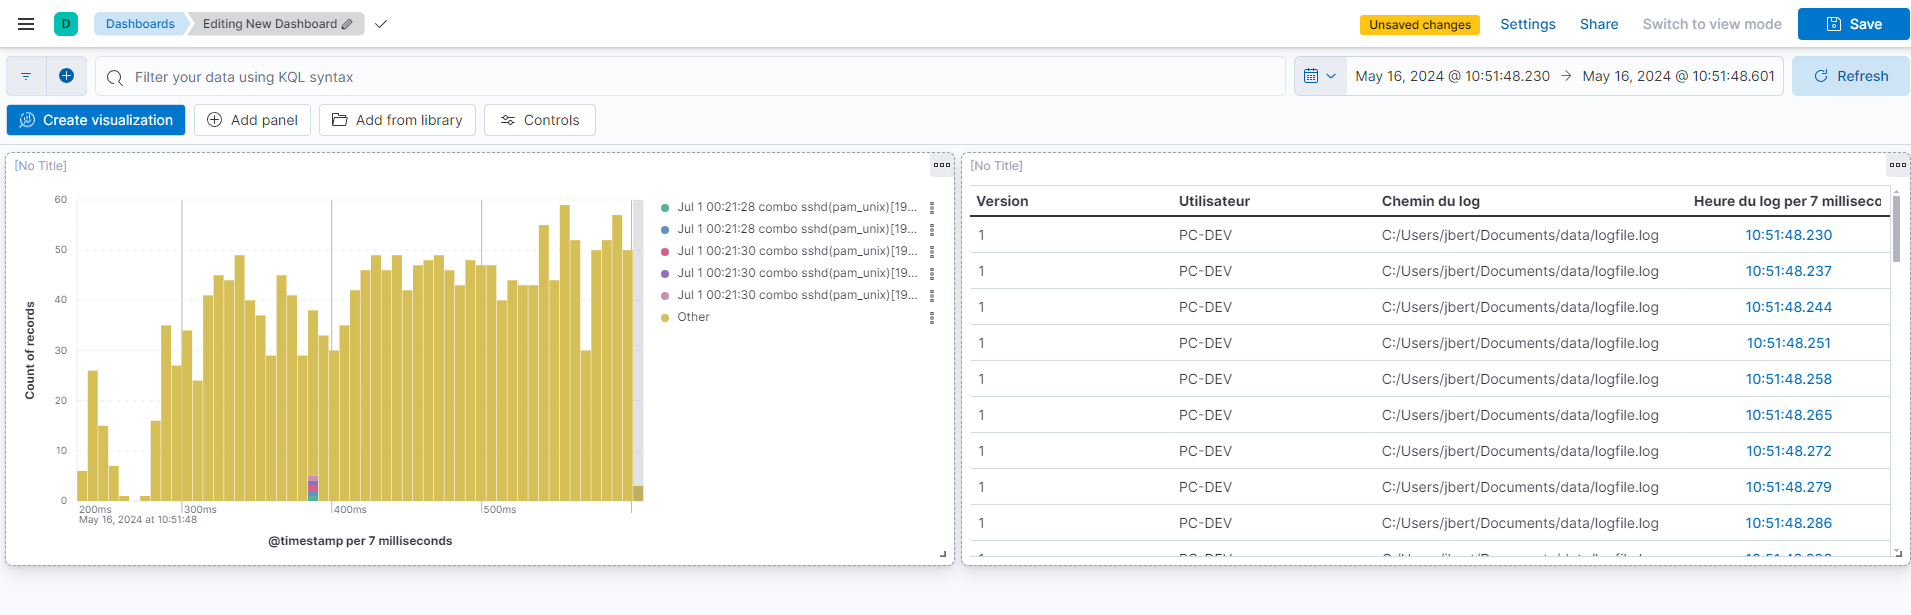 D Dashboards Editing New Dashboard Unsaved changes Settings Share Switch to view mode Save
Filter your data using KQL syntax May 16, 2024 @ 10:51:48.230 → May 16, 2024 @ 10:51:48.601 Refresh
Create visualization Add panel Add from library Controls
[No Title]
60
50
40
30
20
10
0
Count of records
200ms 300ms 400ms 500ms
May 16, 2024 at 10:51:48
@timestamp per 7 milliseconds
Jul 1 00:21:28 combo sshd(pam_unix)[19...
Jul 1 00:21:28 combo sshd(pam_unix)[19...
Jul 1 00:21:30 combo sshd(pam_unix)[19...
Jul 1 00:21:30 combo sshd(pam_unix)[19...
Jul 1 00:21:30 combo sshd(pam_unix)[19...
Other
[No Title]
Version Utilisateur Chemin du log Heure du log per 7 milliseco
1 PC-DEV C:/Users/jbert/Documents/data/logfile.log 10:51:48.230
1 PC-DEV C:/Users/jbert/Documents/data/logfile.log 10:51:48.237
1 PC-DEV C:/Users/jbert/Documents/data/logfile.log 10:51:48.244
1 PC-DEV C:/Users/jbert/Documents/data/logfile.log 10:51:48.251
1 PC-DEV C:/Users/jbert/Documents/data/logfile.log 10:51:48.258
1 PC-DEV C:/Users/jbert/Documents/data/logfile.log 10:51:48.265
1 PC-DEV C:/Users/jbert/Documents/data/logfile.log 10:51:48.272
1 PC-DEV C:/Users/jbert/Documents/data/logfile.log 10:51:48.279
1 PC-DEV C:/Users/jbert/Documents/data/logfile.log 10:51:48.286